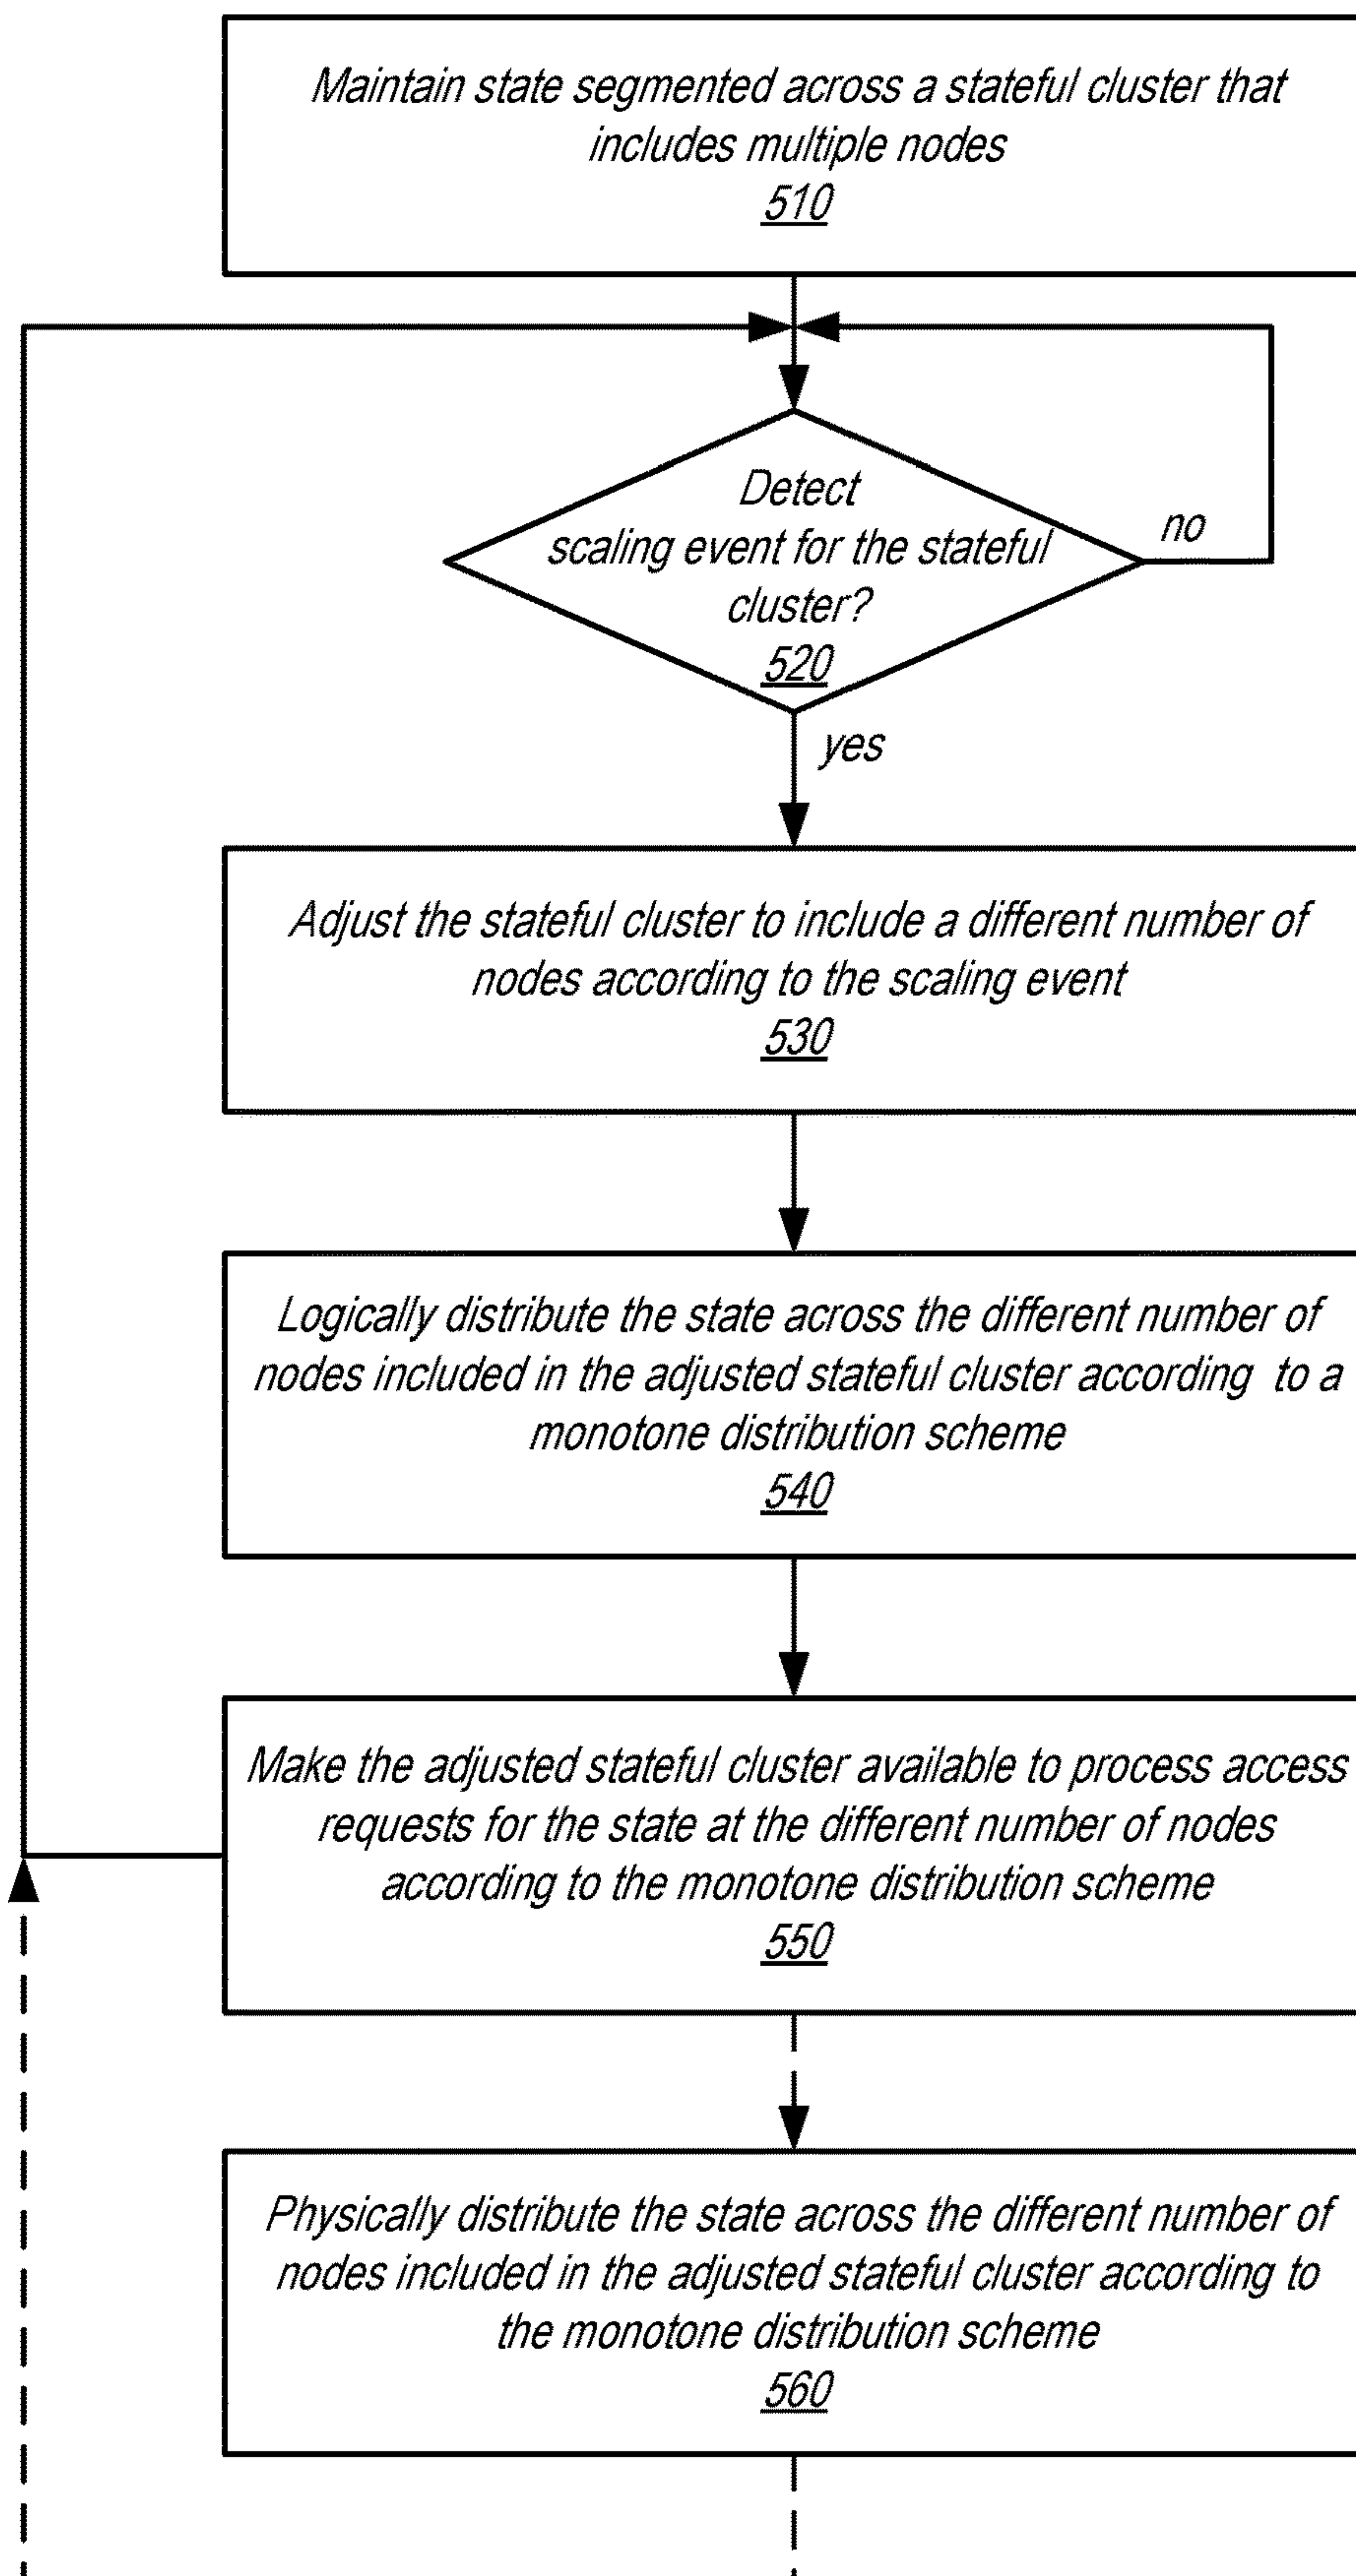 Maintain state segmented across a stateful cluster that
includes multiple nodes
510
Detect
scaling event for the stateful
cluster?
520
no
yes
Adjust the stateful cluster to include a different number of
nodes according to the scaling event
530
Logically distribute the state across the different number of
nodes included in the adjusted stateful cluster according to a
monotone distribution scheme
540
Make the adjusted stateful cluster available to process access
requests for the state at the different number of nodes
according to the monotone distribution scheme
550
Physically distribute the state across the different number of
nodes included in the adjusted stateful cluster according to
the monotone distribution scheme
560